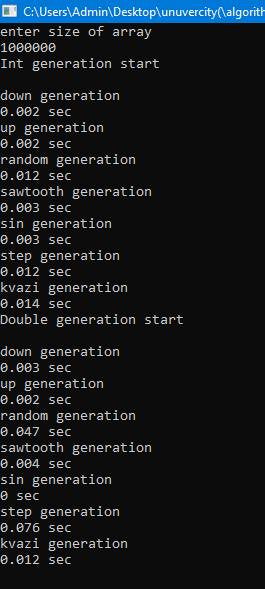 C:\Users\Admin\Desktop\unuvercity(\algorith
enter size of array
1000000
Int generation start
down generation
0.002 sec
up generation
0.002 sec
random generation
0.012 sec
sawtooth generation
0.003 sec
sin generation
0.003 sec
step generation
0.012 sec
kvazi generation
0.014 sec
Double generation start
down generation
0.003 sec
up generation
0.002 sec
random generation
0.047 sec
sawtooth generation
0.004 sec
sin generation
0 sec
step generation
0.076 sec
kvazi generation
0.012 sec